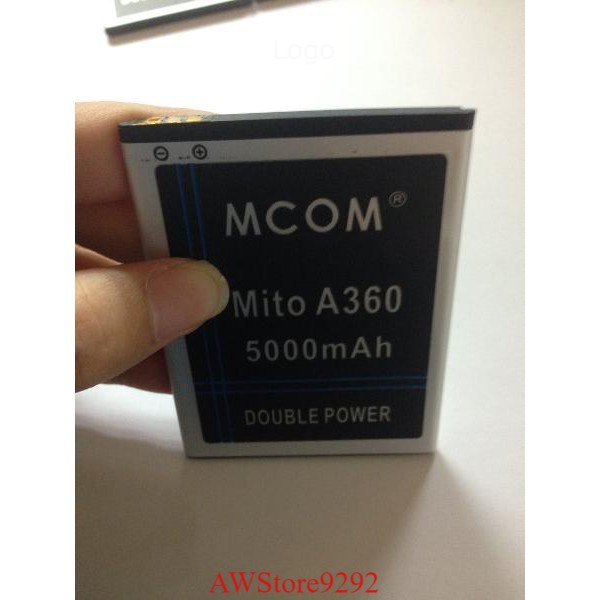 Logo
MCOM®
Mito A360
5000mAh
DOUBLE POWER
AWStore9292